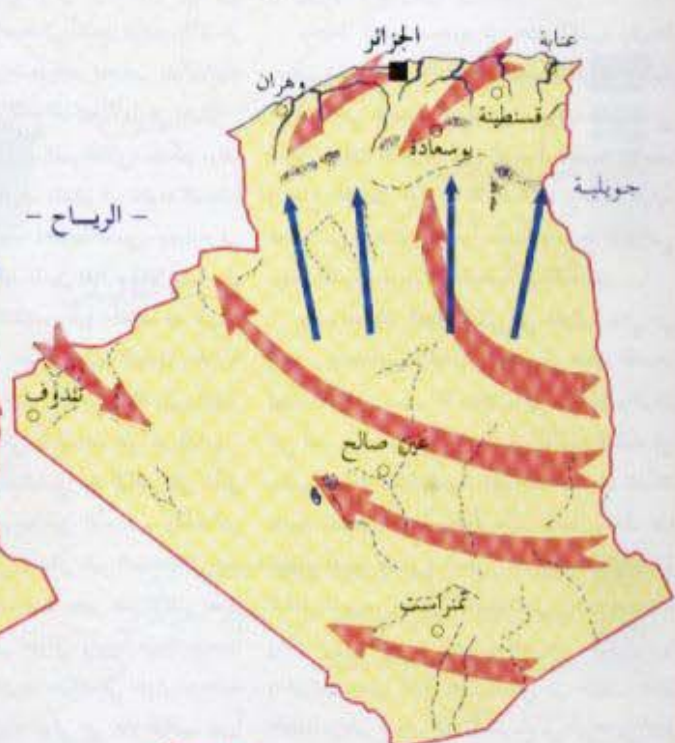 الجزائر
عنابة
وهران
قسنطينة
بوسعادة
جويلية
- الرياح -
تندوف
عين صالح
تمنراست